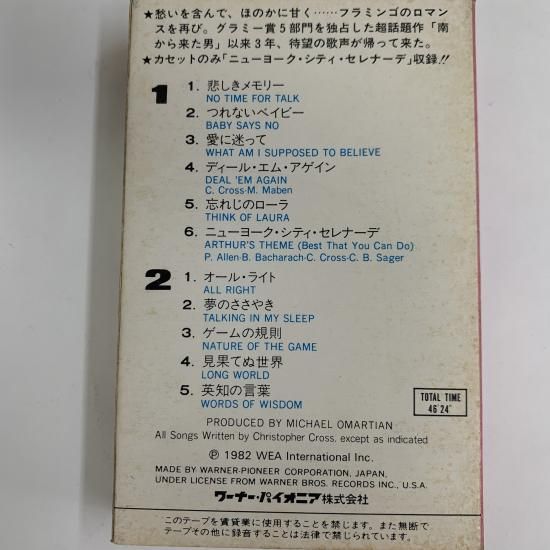 ★愁いを含んで、ほのかに甘く……フラミンゴのロマン
スを再び。グラミー賞5部門を独占した超話題作「南
から来た男」以来3年、待望の歌声が帰って来た。
★カセットのみ「ニューヨーク・シティ・セレナーデ」収録!!
1
1. 悲しきメモリー
NO TIME FOR TALK
2. つれないベイビー
BABY SAYS NO
3. 愛に迷って
WHAT AM I SUPPOSED TO BELIEVE
4. ディール・エム・アゲイン
DEAL 'EM AGAIN
C. Cross-M. Maben
5. 忘れじのローラ
THINK OF LAURA
6. ニューヨーク・シティ・セレナーデ
ARTHUR'S THEME (Best That You Can Do)
P. Allen-B. Bacharach-C. Cross-C. B. Sager
2
1. オール・ライト
ALL RIGHT
2. 夢のささやき
TALKING IN MY SLEEP
3. ゲームの規則
NATURE OF THE GAME
4. 見果てぬ世界
LONG WORLD
5. 英知の言葉
WORDS OF WISDOM
TOTAL TIME
46'24"
PRODUCED BY MICHAEL OMARTIAN
All Songs Written by Christopher Cross, except as indicated
Ⓟ 1982 WEA International Inc.
MADE BY WARNER-PIONEER CORPORATION, JAPAN,
UNDER LICENSE FROM WARNER BROS. RECORDS INC., U.S.A.
ワーナー・パイオニア株式会社
このテープを賃貸業に使用することを禁じます。また無断で
テープその他に録音することは法律で禁じられています。